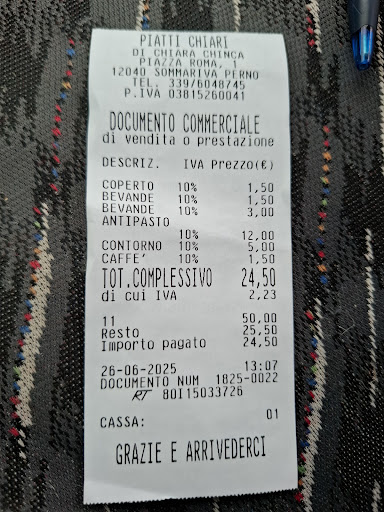 PIATTI CHIARI
DI CHIARA CHINCA
PIAZZA ROMA, 1
12040 SOMMARIVA PERNO
TEL. 339/6048745
P.IVA 03815260041
DOCUMENTO COMMERCIALE
di vendita o prestazione
DESCRIZ. IVA Prezzo(€)
COPERTO 10% 1,50
BEVANDE 10% 1,50
BEVANDE 10% 3,00
ANTIPASTO
10% 12,00
CONTORNO 10% 5,00
CAFFE' 10% 1,50
TOT.COMPLESSIVO 24,50
di cui IVA 2,23
11 50,00
Resto 25,50
Importo pagato 24,50
26-06-2025 13:07
DOCUMENTO NUM 1825-0022
RT 80I15033726
CASSA: 01
GRAZIE E ARRIVEDERCI